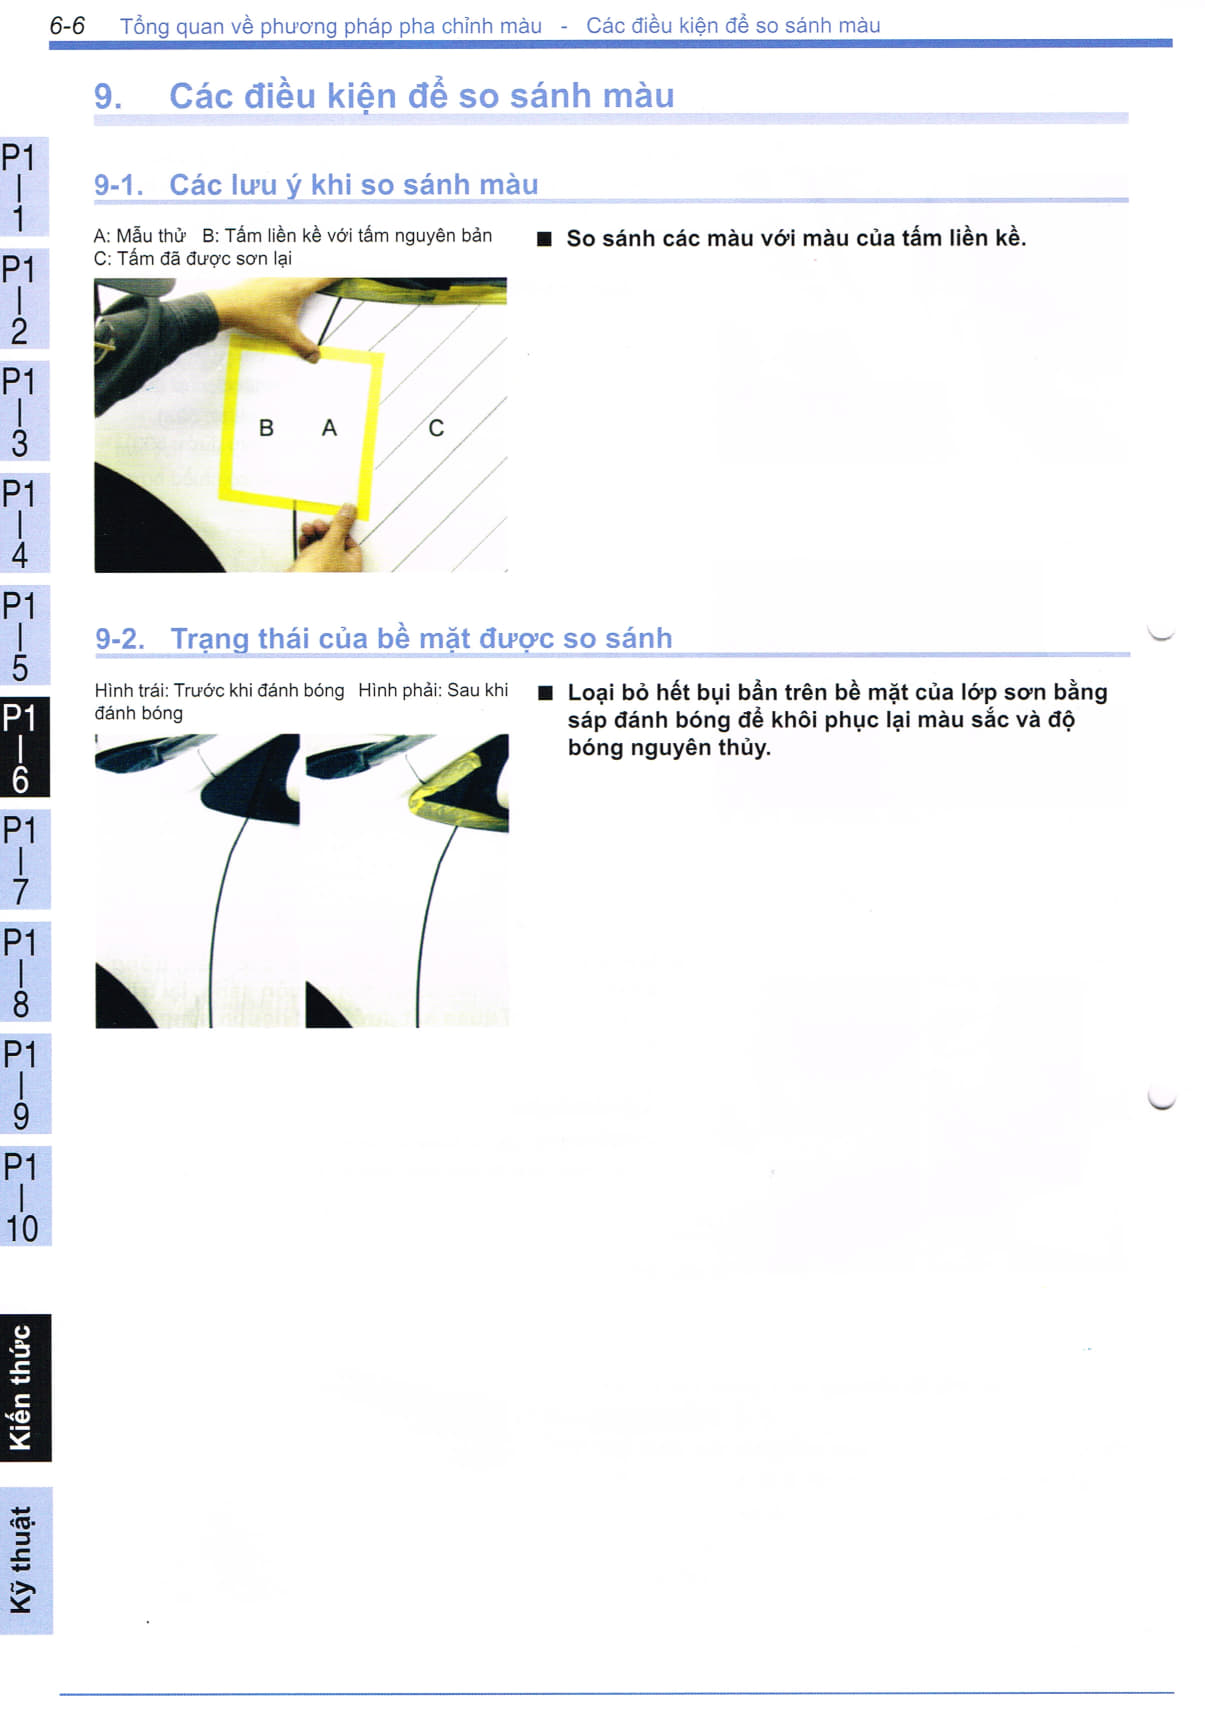 6-6 Tổng quan về phương pháp pha chỉnh màu - Các điều kiện để so sánh màu
9. Các điều kiện để so sánh màu
9-1. Các lưu ý khi so sánh màu
A: Mẫu thử B: Tấm liền kề với tấm nguyên bản
C: Tấm đã được sơn lại
■ So sánh các màu với màu của tấm liền kề.
B A C
9-2. Trạng thái của bề mặt được so sánh
Hình trái: Trước khi đánh bóng Hình phải: Sau khi
đánh bóng
■ Loại bỏ hết bụi bẩn trên bề mặt của lớp sơn bằng
sáp đánh bóng để khôi phục lại màu sắc và độ
bóng nguyên thủy.
P1
|
1
P1
|
2
P1
|
3
P1
|
4
P1
|
5
P1
|
6
P1
|
7
P1
|
8
P1
|
9
P1
|
10
Kiến thức
Kỹ thuật